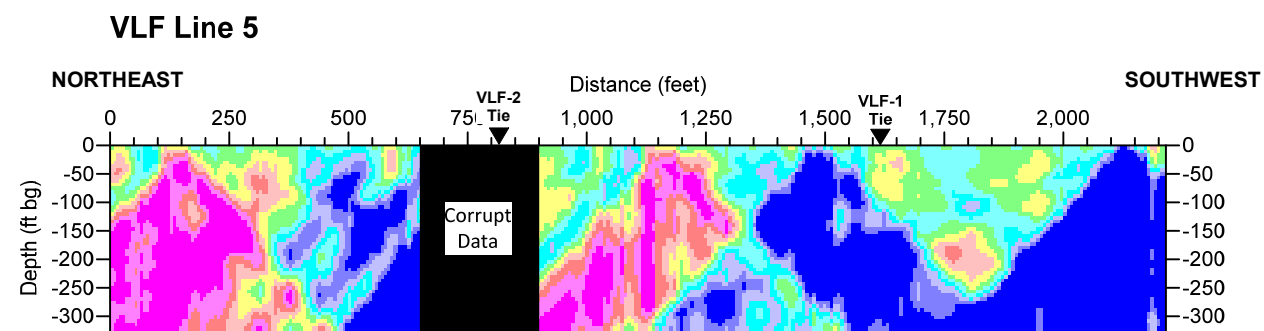 VLF Line 5
NORTHEAST
SOUTHWEST
Distance (feet)
VLF-2
Tie
VLF-1
Tie
0 250 500 75 1,000 1,250 1,500 1,750 2,000
Depth (ft bg)
0
-50
-100
-150
-200
-250
-300
Corrupt
Data
0
-50
-100
-150
-200
-250
-300